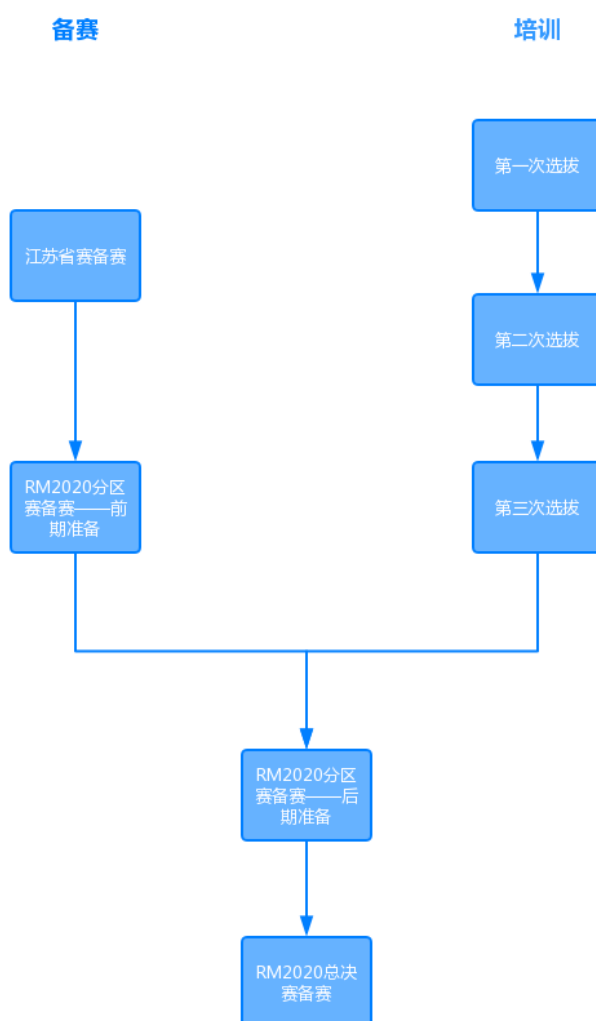 备赛
培训
第一次选拔
江苏省赛备赛
第二次选拔
RM2020分区
赛备赛——前
期准备
第三次选拔
RM2020分区
赛备赛——后
期准备
RM2020总决
赛备赛